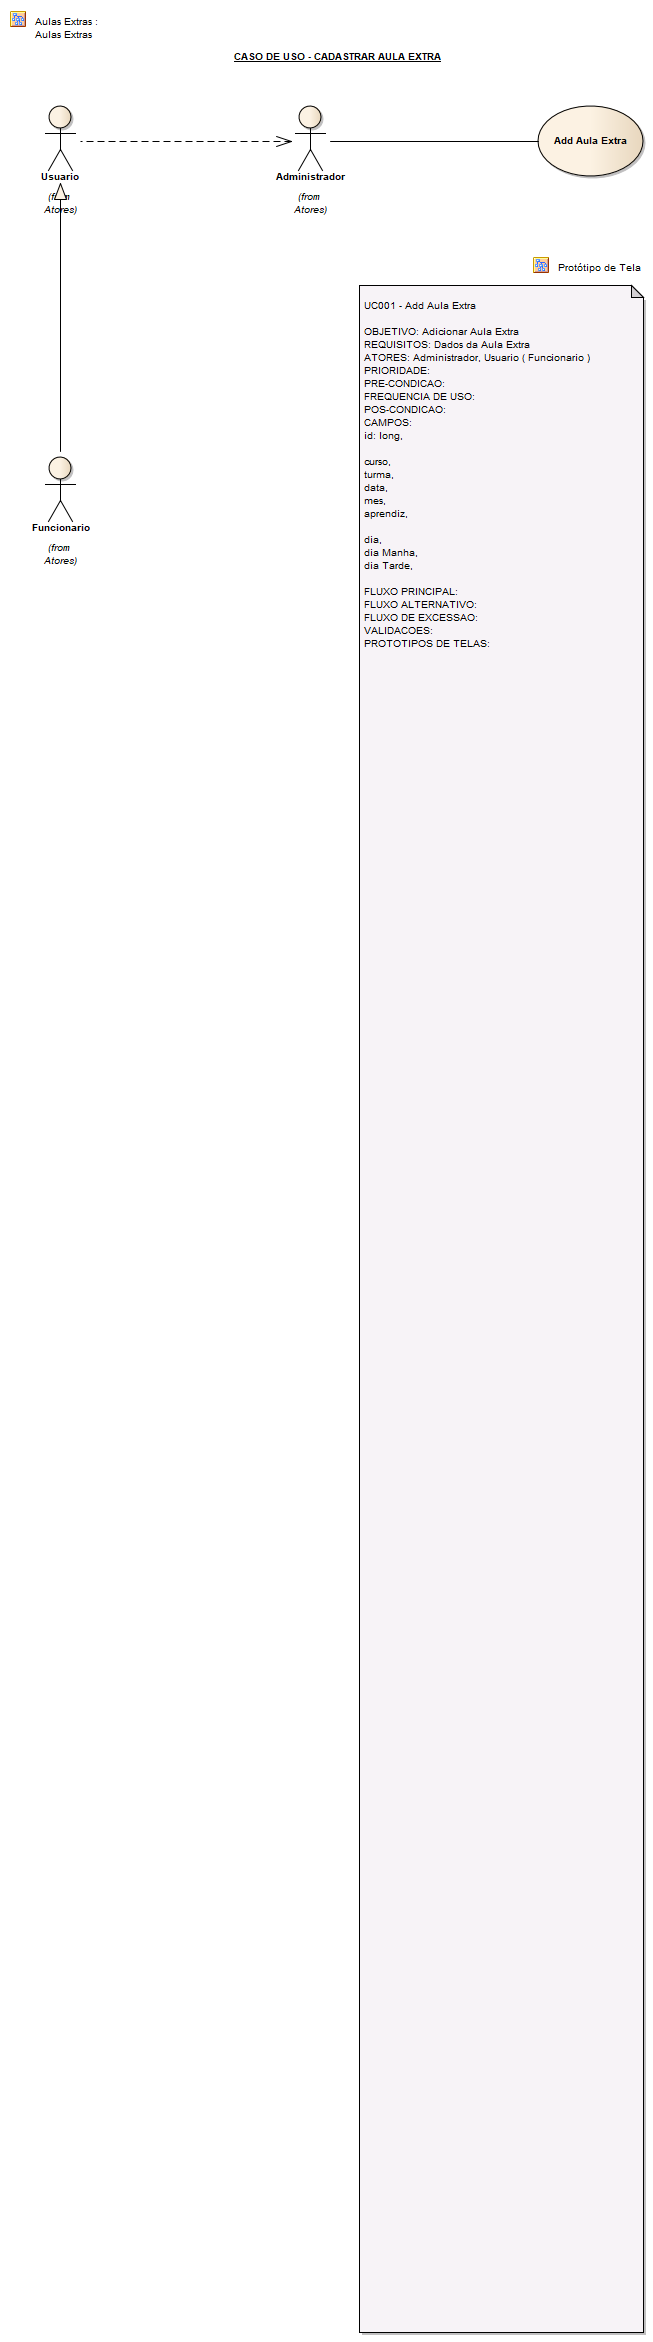 Aulas Extras :
Aulas Extras
CASO DE USO - CADASTRAR AULA EXTRA
Usuario
(from
Atores)
Administrador
(from
Atores)
Add Aula Extra
Funcionario
(from
Atores)
Protótipo de Tela
UC001 - Add Aula Extra
OBJETIVO: Adicionar Aula Extra
REQUISITOS: Dados da Aula Extra
ATORES: Administrador, Usuario ( Funcionario )
PRIORIDADE:
PRE-CONDICAO:
FREQUENCIA DE USO:
POS-CONDICAO:
CAMPOS:
id: long,
curso,
turma,
data,
mes,
aprendiz,
dia,
dia Manha,
dia Tarde,
FLUXO PRINCIPAL:
FLUXO ALTERNATIVO:
FLUXO DE EXCESSAO:
VALIDACOES:
PROTOTIPOS DE TELAS: